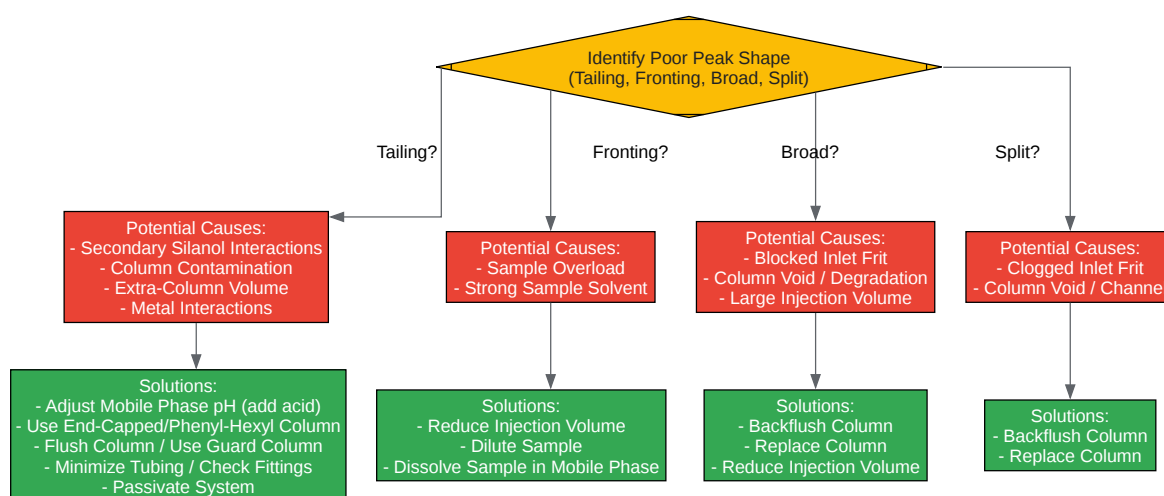 Identify Poor Peak Shape
(Tailing, Fronting, Broad, Split)
Tailing?
Fronting?
Broad?
Split?
Potential Causes:
- Secondary Silanol Interactions
- Column Contamination
- Extra-Column Volume
- Metal Interactions
Potential Causes:
- Sample Overload
- Strong Sample Solvent
Potential Causes:
- Blocked Inlet Frit
- Column Void / Degradation
- Large Injection Volume
Potential Causes:
- Clogged Inlet Frit
- Column Void / Channel
Solutions:
- Adjust Mobile Phase pH (add acid)
- Use End-Capped/Phenyl-Hexyl Column
- Flush Column / Use Guard Column
- Minimize Tubing / Check Fittings
- Passivate System
Solutions:
- Reduce Injection Volume
- Dilute Sample
- Dissolve Sample in Mobile Phase
Solutions:
- Backflush Column
- Replace Column
- Reduce Injection Volume
Solutions:
- Backflush Column
- Replace Column